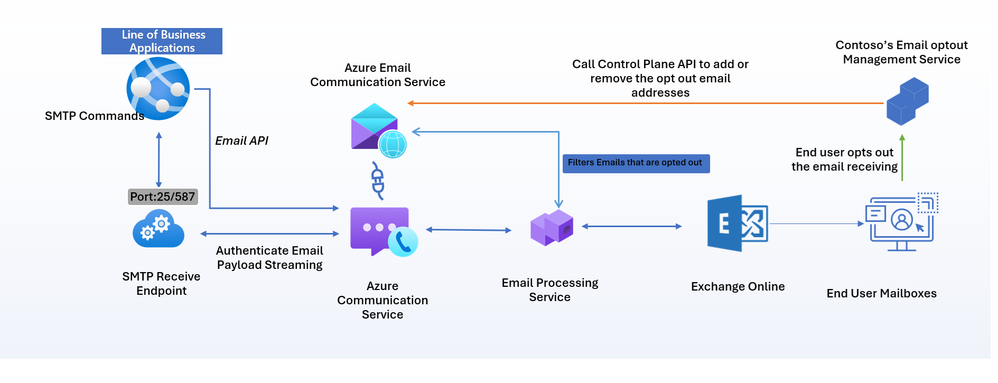 Line of Business
Applications
SMTP Commands
Email API
Port:25/587
SMTP Receive
Endpoint
Authenticate Email
Payload Streaming
Azure Email
Communication Service
Azure
Communication
Service
Call Control Plane API to add or
remove the opt out email
addresses
Filters Emails that are opted out
Email Processing
Service
Exchange Online
Contoso's Email optout
Management Service
End user opts out
the email receiving
End User Mailboxes